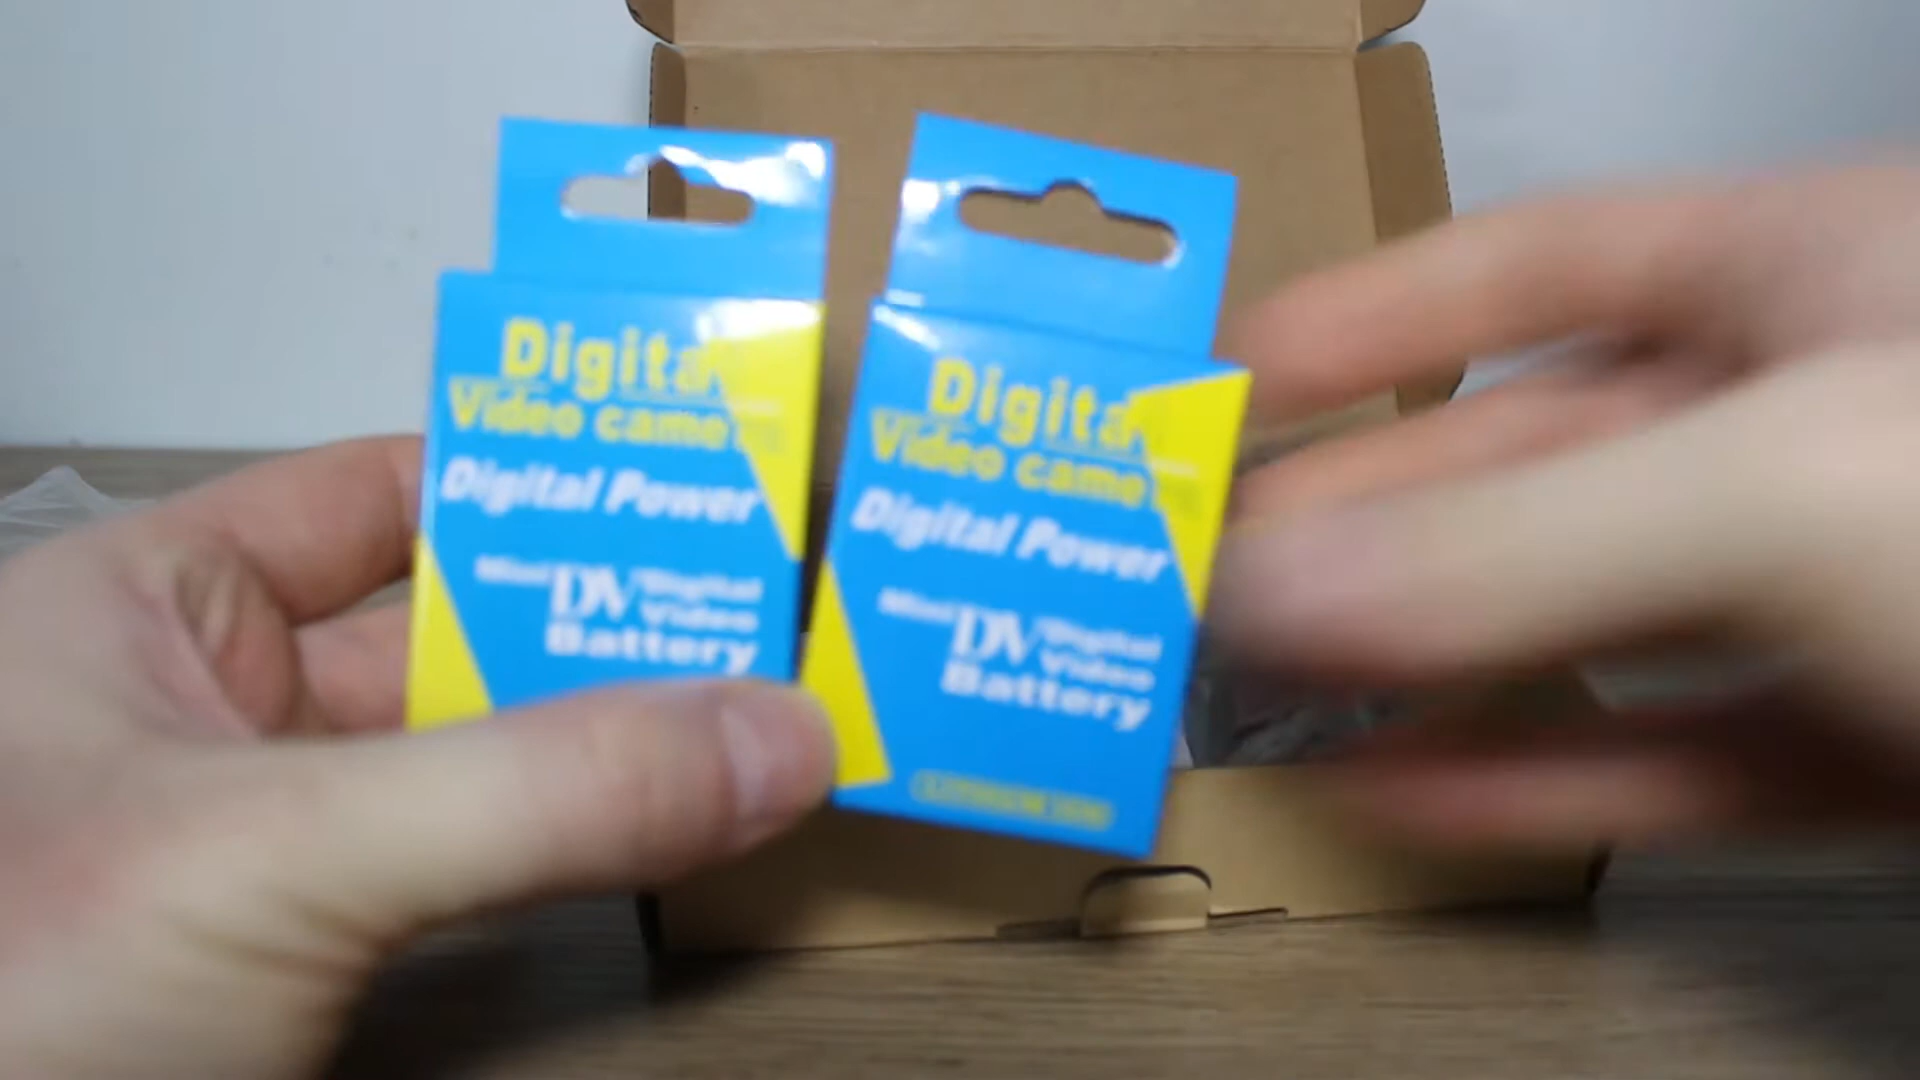 Digital
Video camera
Digital Power
Mini DV Digital
Video
Battery
Digital
Video camera
Digital Power
Mini DV Digital
Video
Battery